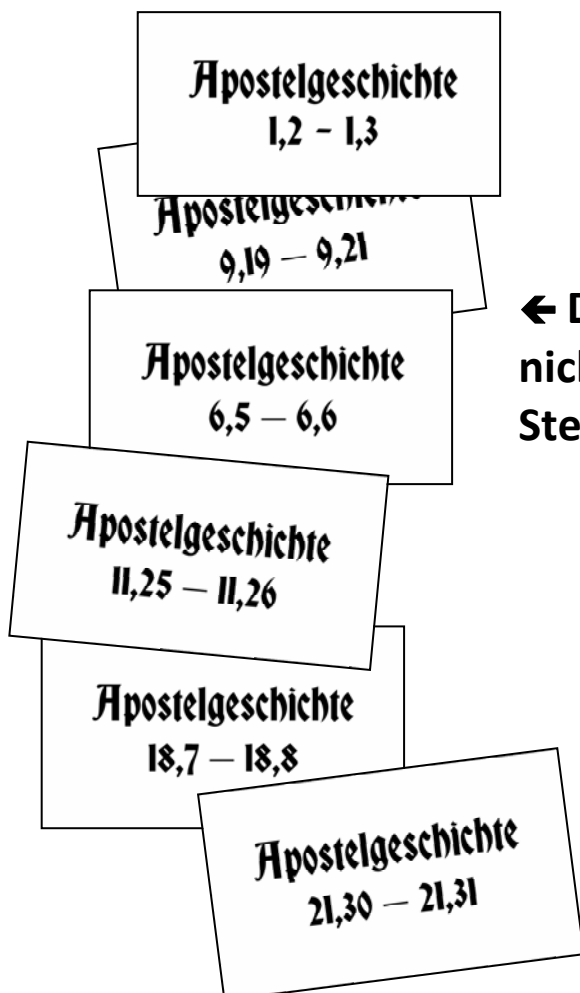 Apostelgeschichte
1,2 - 1,3
Apostelgeschichte
9,19 – 9,21
←
Apostelgeschichte
6,5 – 6,6
Apostelgeschichte
11,25 – 11,26
Apostelgeschichte
18,7 – 18,8
Apostelgeschichte
21,30 – 21,31